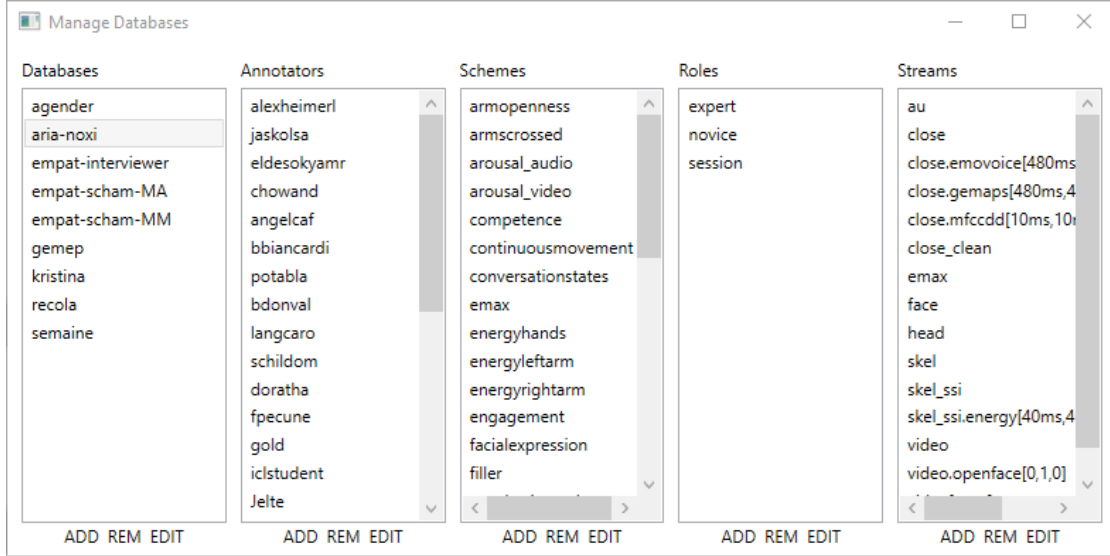 Manage Databases
Databases
agender
aria-noxi
empat-interviewer
empat-scham-MA
empat-scham-MM
gemep
kristina
recola
semaine
ADD REM EDIT
Annotators
alexheimerl
jaskolsa
eldesokyamr
chowand
angelcaf
bbiancardi
potabla
bdonval
langcaro
schildom
doratha
fpecune
gold
iclstudent
Jelte
ADD REM EDIT
Schemes
armopenness
armscrossed
arousal_audio
arousal_video
competence
continuousmovement
conversationstates
emax
energyhands
energyleftarm
energyrightarm
engagement
facialexpression
filler
ADD REM EDIT
Roles
expert
novice
session
ADD REM EDIT
Streams
au
close
close.emovoice[480ms
close.gemaps[480ms,4
close.mfccdd[10ms,10
close_clean
emax
face
head
skel
skel_ssi
skel_ssi.energy[40ms,4
video
video.openface[0,1,0]
ADD REM EDIT